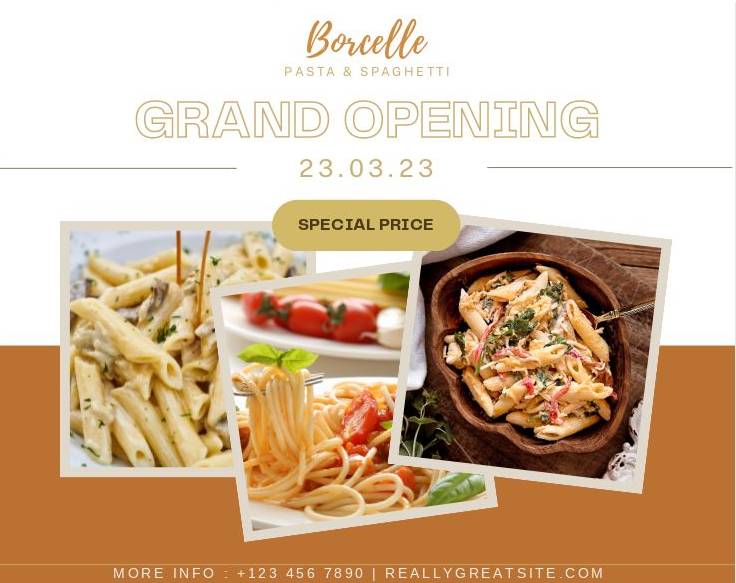 Borcelle
PASTA & SPAGHETTI
GRAND OPENING
23.03.23
SPECIAL PRICE
MORE INFO : +123 456 7890 | REALLYGREATSITE.COM